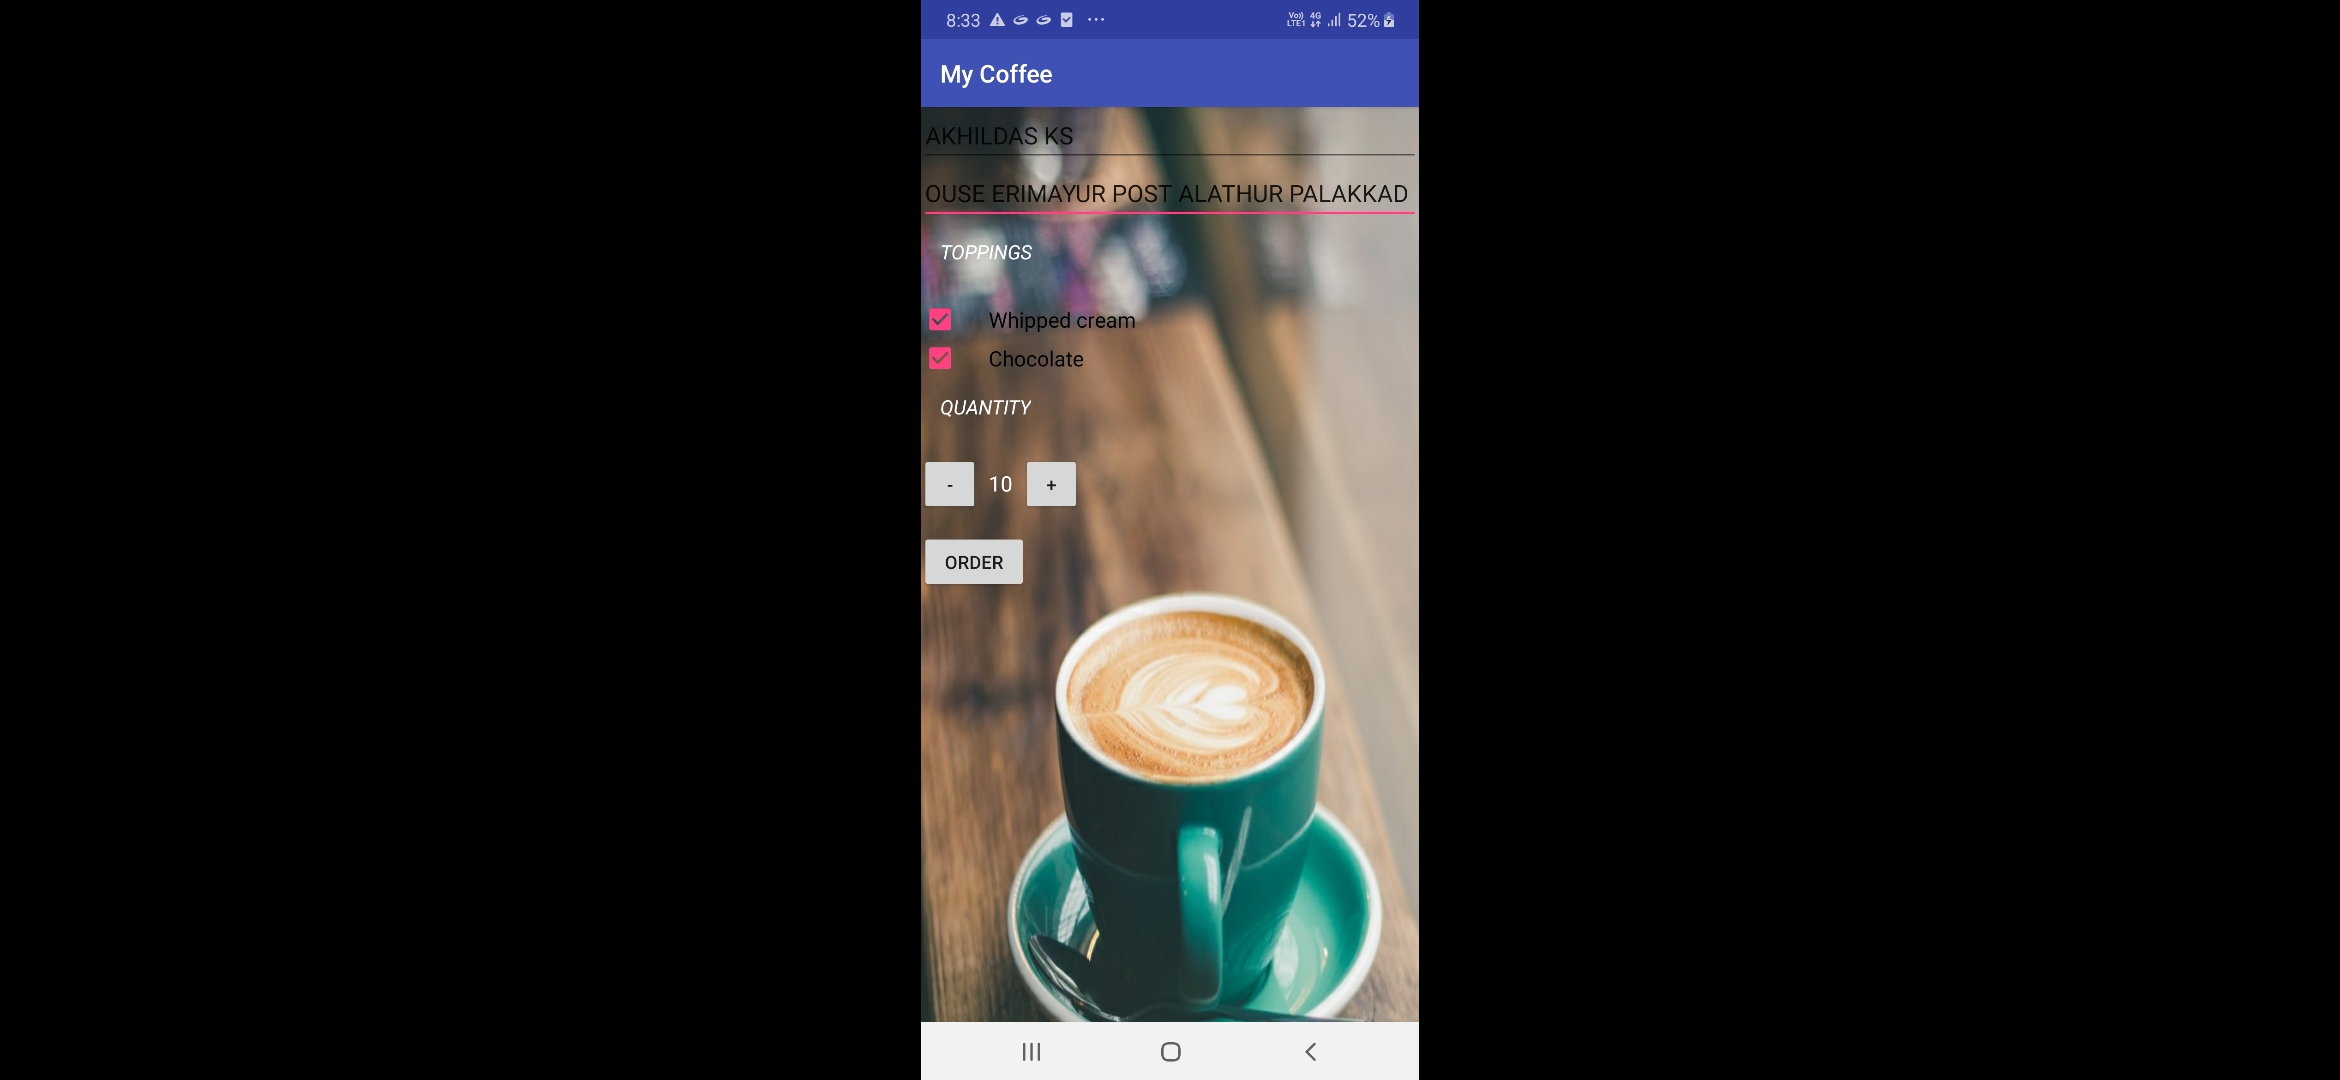 8:33 52%
My Coffee
AKHILDAS KS
OUSE ERIMAYUR POST ALATHUR PALAKKAD
TOPPINGS
Whipped cream
Chocolate
QUANTITY
- 10 +
ORDER